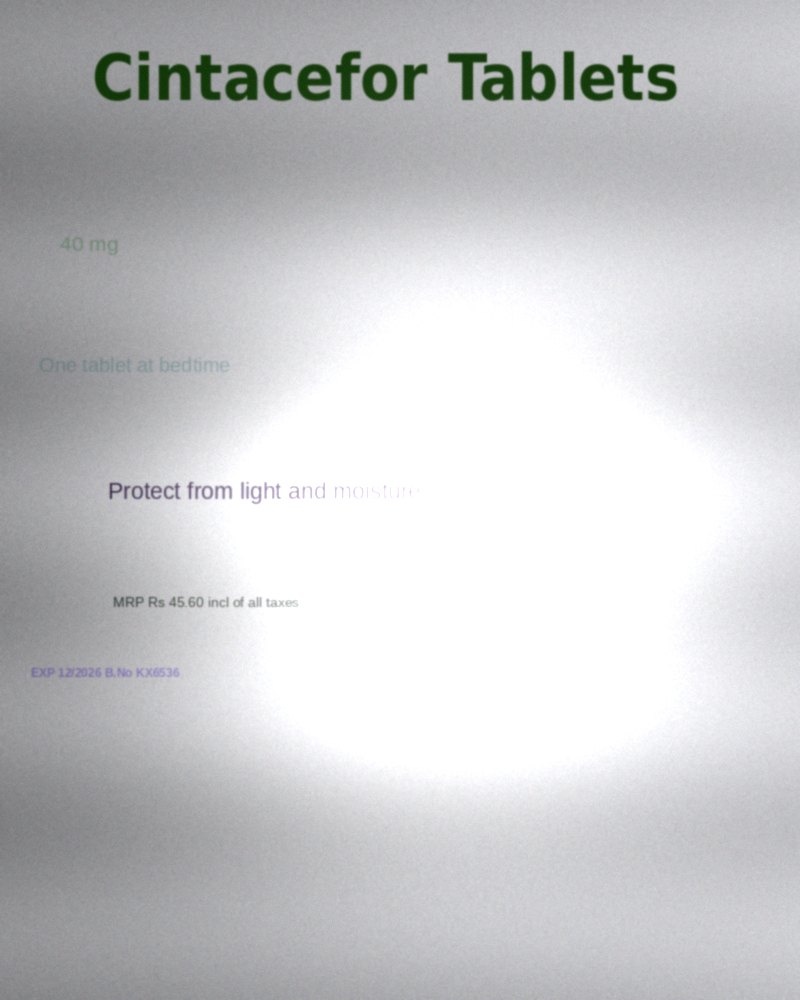 Cintacefor Tablets
40 mg
One tablet at bedtime
Protect from light and moisture
MRP Rs 45.60 incl of all taxes
EXP 12/2026 B.No KX6536